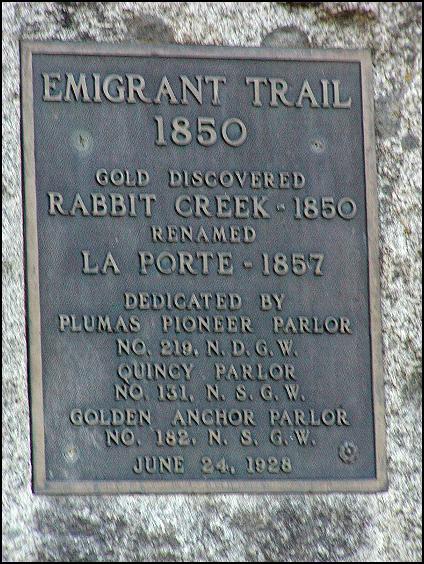 EMIGRANT TRAIL
1850
GOLD DISCOVERED
RABBIT CREEK - 1850
RENAMED
LA PORTE - 1857
DEDICATED BY
PLUMAS PIONEER PARLOR
NO. 219, N. D. G. W.
QUINCY PARLOR
NO. 131, N. S. G. W.
GOLDEN ANCHOR PARLOR
NO. 182, N. S. G. W.
JUNE 24, 1928